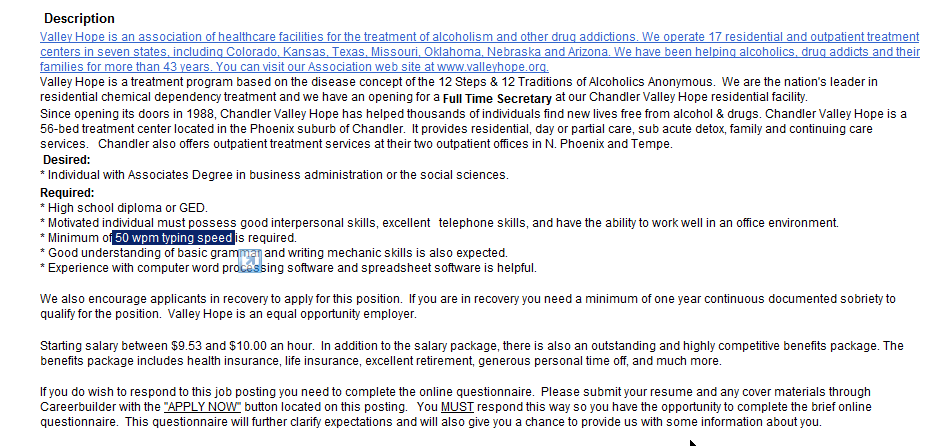 Description
Valley Hope is an association of healthcare facilities for the treatment of alcoholism and other drug addictions. We operate 17 residential and outpatient treatment
centers in seven states, including Colorado, Kansas, Texas, Missouri, Oklahoma, Nebraska and Arizona. We have been helping alcoholics, drug addicts and their
families for more than 43 years. You can visit our Association web site at www.valleyhope.org.
Valley Hope is a treatment program based on the disease concept of the 12 Steps & 12 Traditions of Alcoholics Anonymous. We are the nation's leader in
residential chemical dependency treatment and we have an opening for a Full Time Secretary at our Chandler Valley Hope residential facility.
Since opening its doors in 1988, Chandler Valley Hope has helped thousands of individuals find new lives free from alcohol & drugs. Chandler Valley Hope is a
56-bed treatment center located in the Phoenix suburb of Chandler. It provides residential, day or partial care, sub acute detox, family and continuing care
services. Chandler also offers outpatient treatment services at their two outpatient offices in N. Phoenix and Tempe.
Desired:
* Individual with Associates Degree in business administration or the social sciences.
Required:
* High school diploma or GED.
* Motivated individual must possess good interpersonal skills, excellent telephone skills, and have the ability to work well in an office environment.
* Minimum of 50 wpm typing speed is required.
* Good understanding of basic grammar and writing mechanic skills is also expected.
* Experience with computer word processing software and spreadsheet software is helpful.
We also encourage applicants in recovery to apply for this position. If you are in recovery you need a minimum of one year continuous documented sobriety to
qualify for the position. Valley Hope is an equal opportunity employer.
Starting salary between $9.53 and $10.00 an hour. In addition to the salary package, there is also an outstanding and highly competitive benefits package. The
benefits package includes health insurance, life insurance, excellent retirement, generous personal time off, and much more.
If you do wish to respond to this job posting you need to complete the online questionnaire. Please submit your resume and any cover materials through
Careerbuilder with the "APPLY NOW" button located on this posting. You MUST respond this way so you have the opportunity to complete the brief online
questionnaire. This questionnaire will further clarify expectations and will also give you a chance to provide us with some information about you.